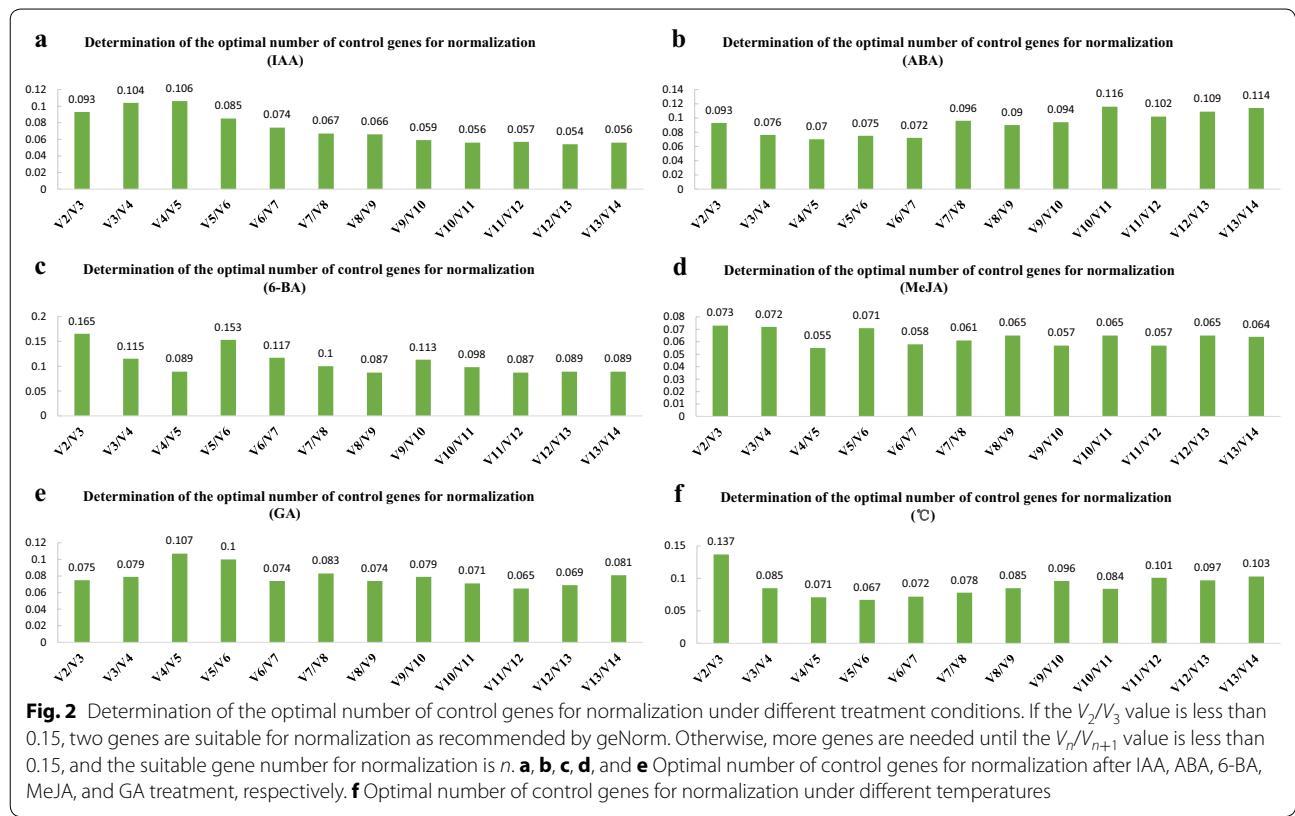 a
Determination of the optimal number of control genes for normalization
(IAA)
0.12
0.1
0.08
0.06
0.04
0.02
0
0.093
0.104
0.106
0.085
0.074
0.067
0.066
0.059
0.056
0.057
0.054
0.056
V2/V3
V3/V4
V4/V5
V5/V6
V6/V7
V7/V8
V8/V9
V9/V10
V10/V11
V11/V12
V12/V13
V13/V14
b
Determination of the optimal number of control genes for normalization
(ABA)
0.14
0.12
0.1
0.08
0.06
0.04
0.02
0
0.093
0.076
0.07
0.075
0.072
0.096
0.09
0.094
0.116
0.102
0.109
0.114
V2/V3
V3/V4
V4/V5
V5/V6
V6/V7
V7/V8
V8/V9
V9/V10
V10/V11
V11/V12
V12/V13
V13/V14
c
Determination of the optimal number of control genes for normalization
(6-BA)
0.2
0.15
0.1
0.05
0
0.165
0.115
0.089
0.153
0.117
0.1
0.087
0.113
0.098
0.087
0.089
0.089
V2/V3
V3/V4
V4/V5
V5/V6
V6/V7
V7/V8
V8/V9
V9/V10
V10/V11
V11/V12
V12/V13
V13/V14
d
Determination of the optimal number of control genes for normalization
(MeJA)
0.08
0.07
0.06
0.05
0.04
0.03
0.02
0.01
0
0.073
0.072
0.055
0.071
0.058
0.061
0.065
0.057
0.065
0.057
0.065
0.064
V2/V3
V3/V4
V4/V5
V5/V6
V6/V7
V7/V8
V8/V9
V9/V10
V10/V11
V11/V12
V12/V13
V13/V14
e
Determination of the optimal number of control genes for normalization
(GA)
0.12
0.1
0.08
0.06
0.04
0.02
0
0.075
0.079
0.107
0.1
0.074
0.083
0.074
0.079
0.071
0.065
0.069
0.081
V2/V3
V3/V4
V4/V5
V5/V6
V6/V7
V7/V8
V8/V9
V9/V10
V10/V11
V11/V12
V12/V13
V13/V14
f
Determination of the optimal number of control genes for normalization
(℃)
0.15
0.1
0.05
0
0.137
0.085
0.071
0.067
0.072
0.078
0.085
0.096
0.084
0.101
0.097
0.103
V2/V3
V3/V4
V4/V5
V5/V6
V6/V7
V7/V8
V8/V9
V9/V10
V10/V11
V11/V12
V12/V13
V13/V14
Fig. 2 Determination of the optimal number of control genes for normalization under different treatment conditions. If the V2/V3 value is less than
0.15, two genes are suitable for normalization as recommended by geNorm. Otherwise, more genes are needed until the Vn/Vn+1 value is less than
0.15, and the suitable gene number for normalization is n. a, b, c, d, and e Optimal number of control genes for normalization after IAA, ABA, 6-BA,
MeJA, and GA treatment, respectively. f Optimal number of control genes for normalization under different temperatures